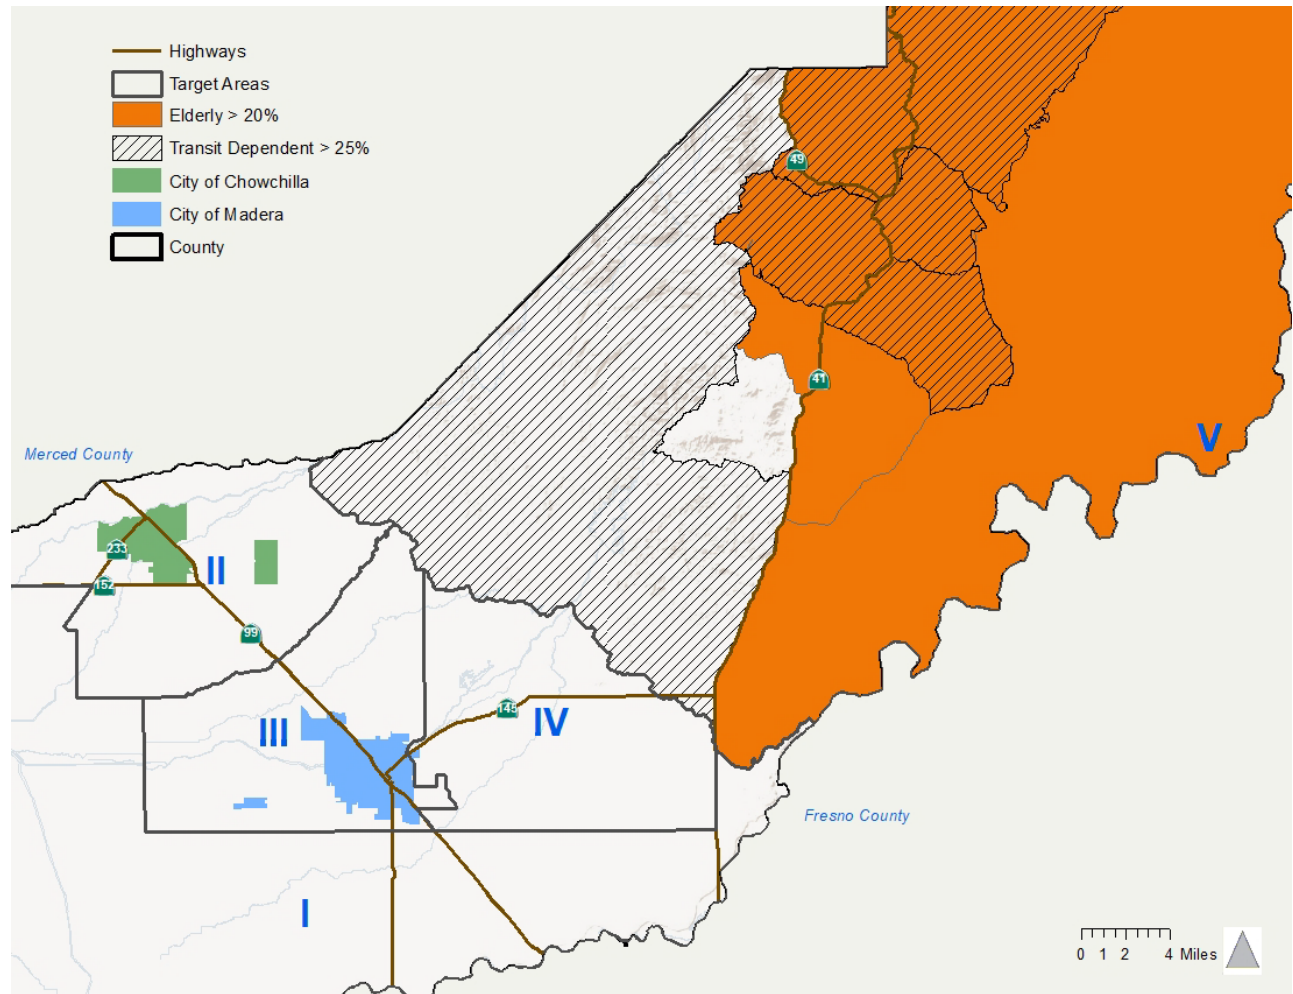 Highways
Target Areas
Elderly > 20%
Transit Dependent > 25%
City of Chowchilla
City of Madera
County
49
41
V
Merced County
233
II
152
99
145
III
IV
Fresno County
I
0 1 2 4 Miles